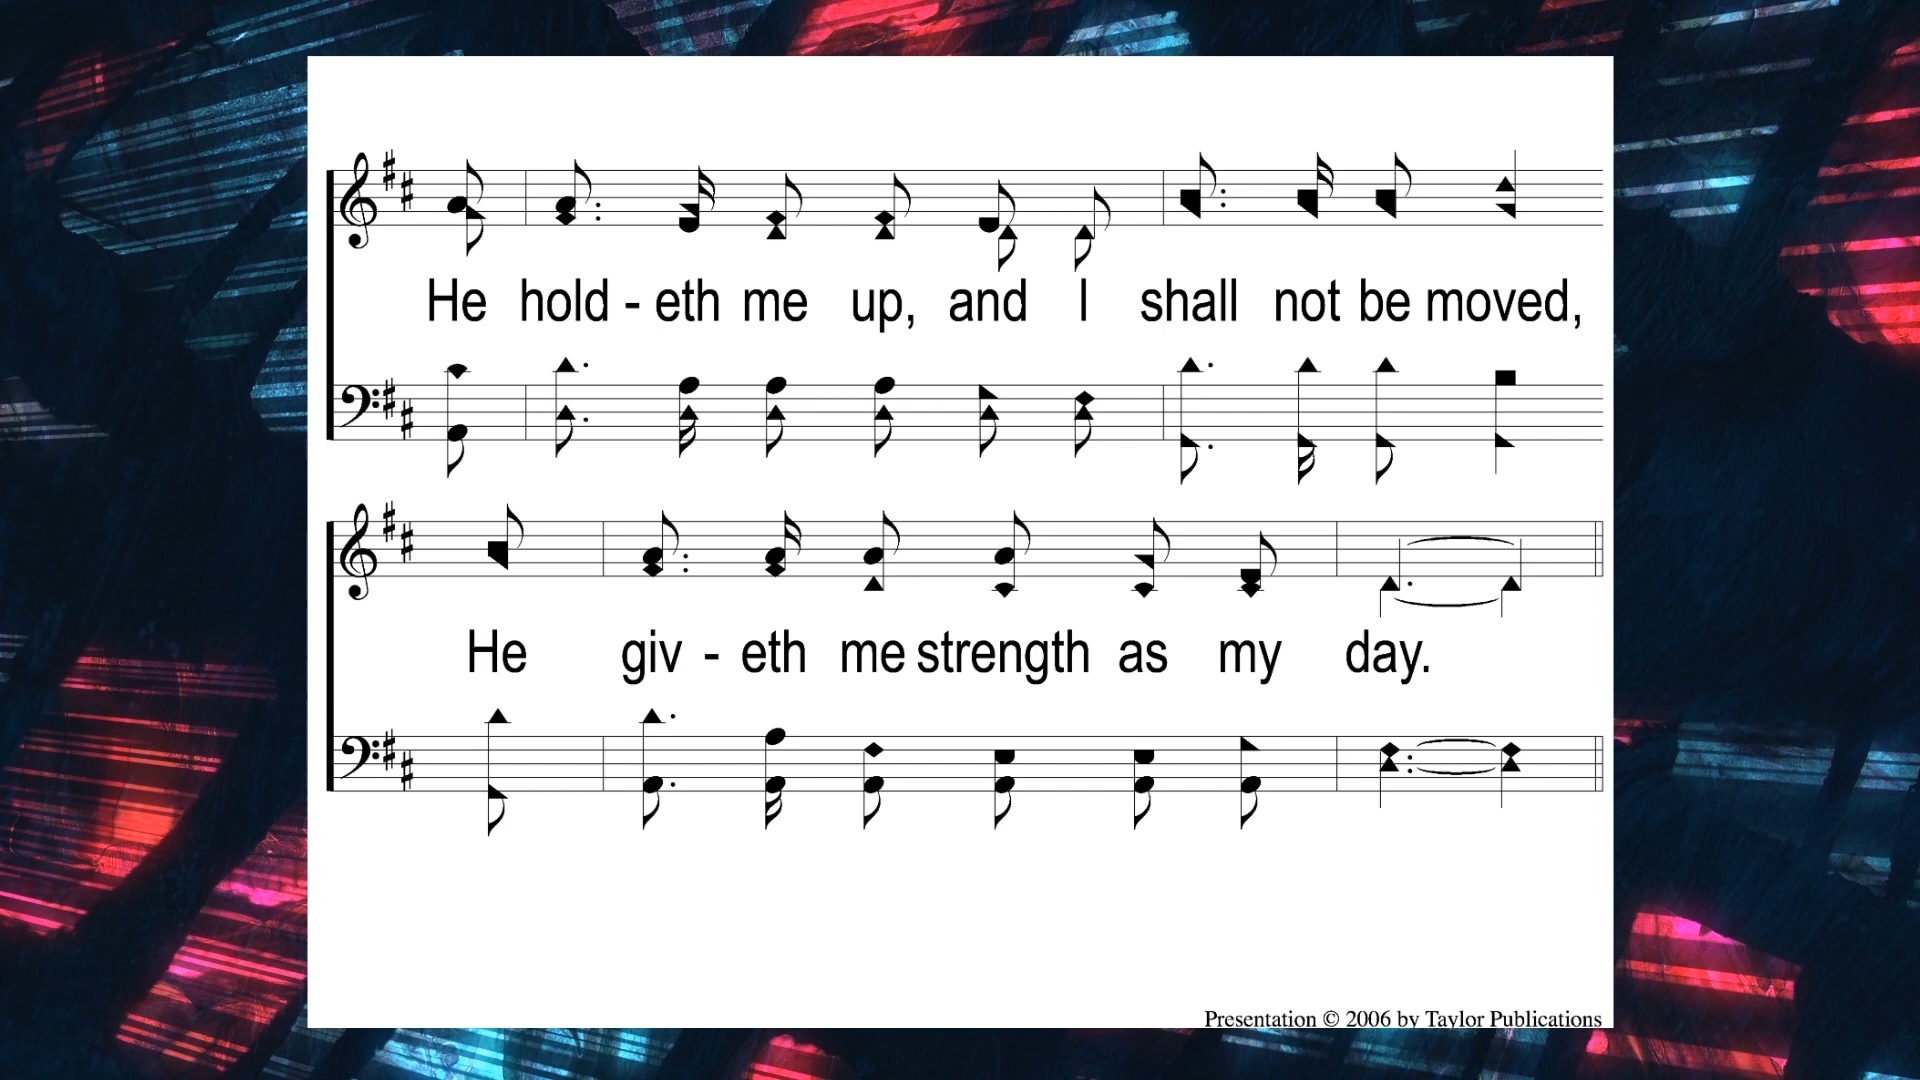 He hold - eth me up, and I shall not be moved,
He giv - eth me strength as my day.
Presentation © 2006 by Taylor Publications